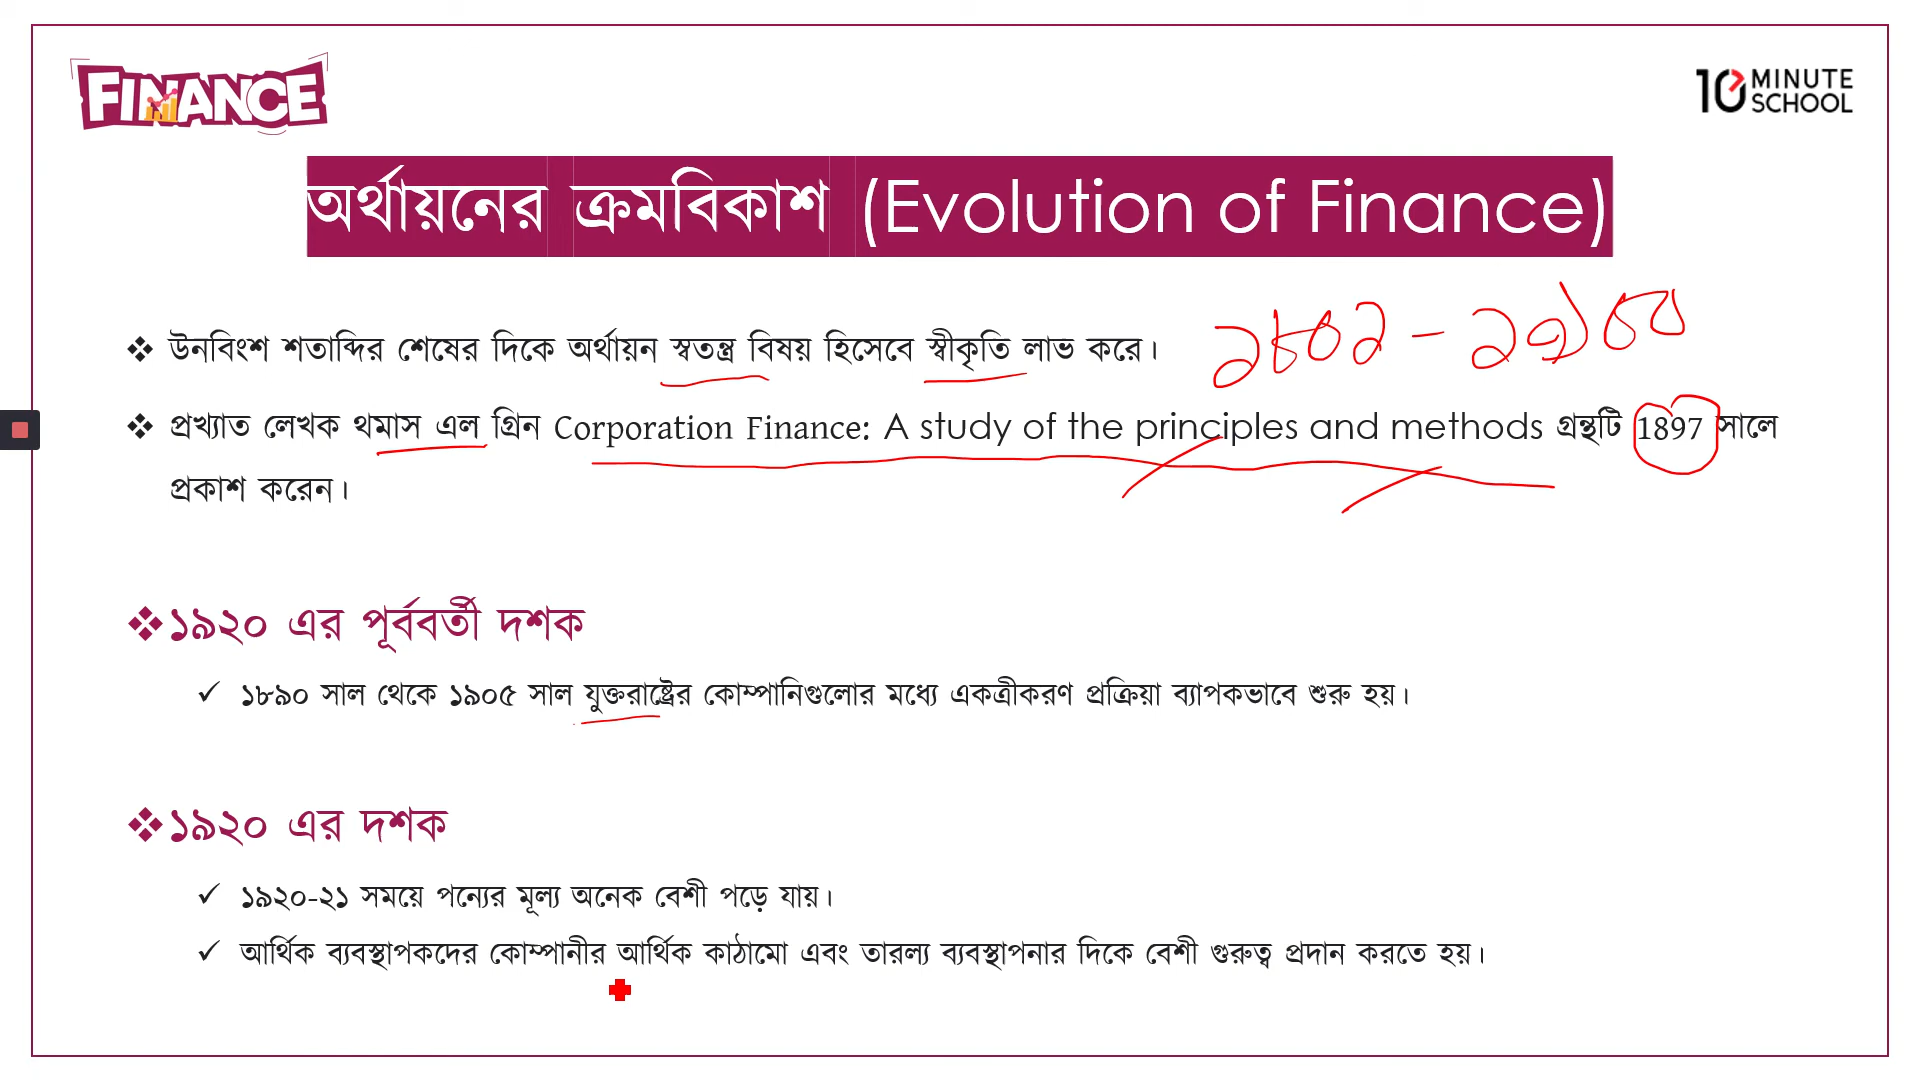 FINANCE
10 MINUTE SCHOOL
অর্থায়নের ক্রমবিকাশ (Evolution of Finance)
❖ উনবিংশ শতাব্দির শেষের দিকে অর্থায়ন স্বতন্ত্র বিষয় হিসেবে স্বীকৃতি লাভ করে।
❖ প্রখ্যাত লেখক থমাস এল গ্রিন Corporation Finance: A study of the principles and methods গ্রন্থটি 1897 সালে
প্রকাশ করেন।
❖১৯২০ এর পূর্ববর্তী দশক
✓ ১৮৯০ সাল থেকে ১৯০৫ সাল যুক্তরাষ্ট্রের কোম্পানিগুলোর মধ্যে একত্রীকরণ প্রক্রিয়া ব্যাপকভাবে শুরু হয়।
❖১৯২০ এর দশক
✓ ১৯২০-২১ সময়ে পন্যের মূল্য অনেক বেশী পড়ে যায়।
✓ আর্থিক ব্যবস্থাপকদের কোম্পানীর আর্থিক কাঠামো এবং তারল্য ব্যবস্থাপনার দিকে বেশী গুরুত্ব প্রদান করতে হয়।